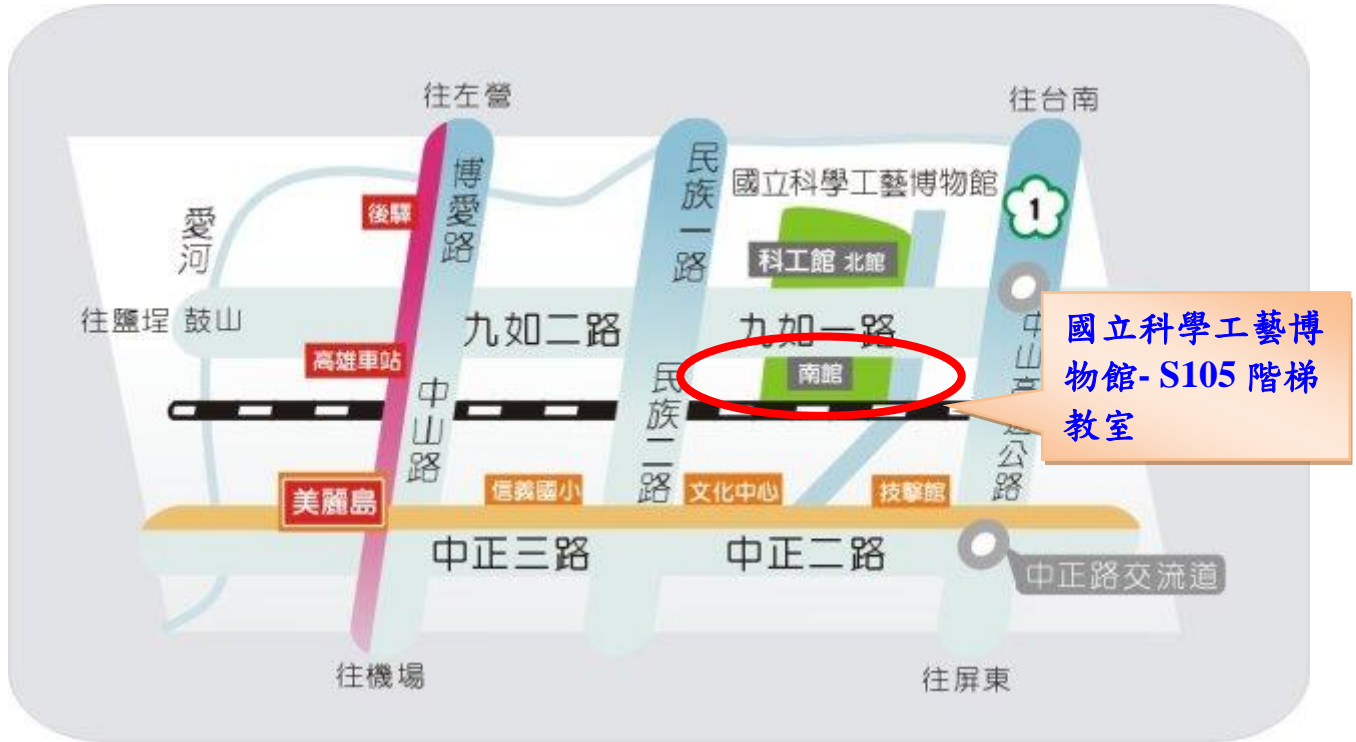 往左營
往台南
博愛路
民族一路
國立科學工藝博物館
1
後驛
愛河
科工館 北館
往鹽埕 鼓山
九如二路
九如一路
國立科學工藝博
物館- S105 階梯
教室
高雄車站
南館
中山路
民族二路
中山高速公路
美麗島
信義國小
文化中心
技擊館
中正三路
中正二路
中正路交流道
往機場
往屏東